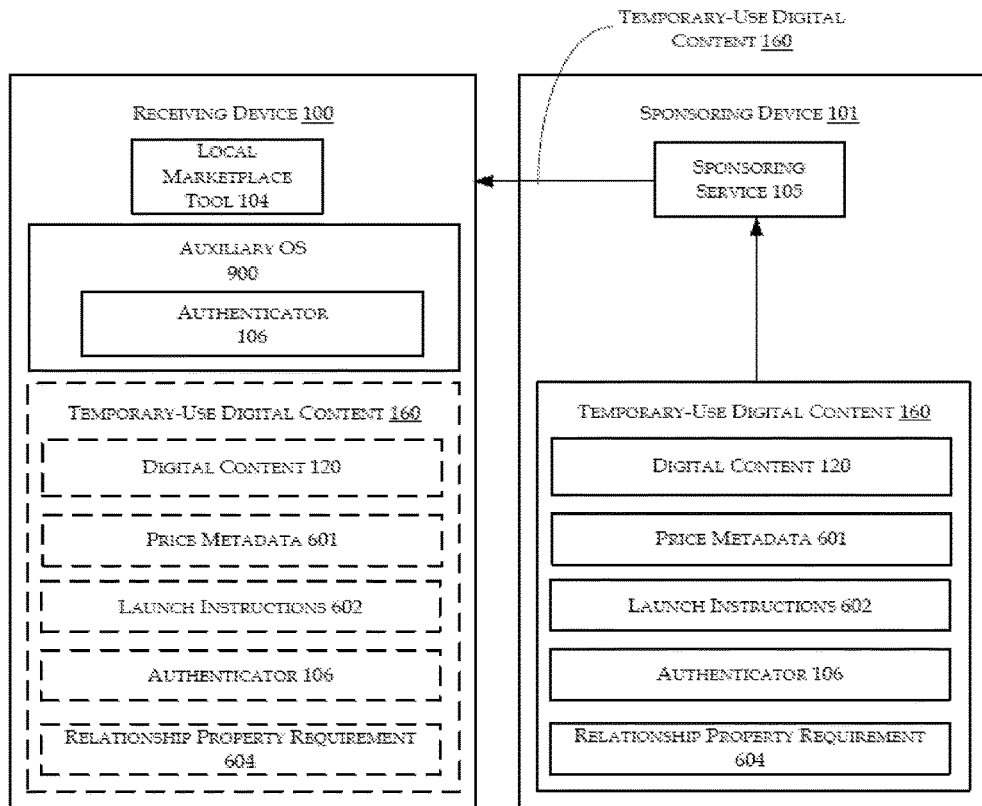 TEMPORARY-USE DIGITAL
CONTENT 160
RECEIVING DEVICE 100
LOCAL
MARKETPLACE
TOOL 104
AUXILIARY OS
900
AUTHENTICATOR
106
TEMPORARY-USE DIGITAL CONTENT 160
DIGITAL CONTENT 120
PRICE METADATA 601
LAUNCH INSTRUCTIONS 602
AUTHENTICATOR 106
RELATIONSHIP PROPERTY REQUIREMENT
604
SPONSORING DEVICE 101
SPONSORING
SERVICE 105
TEMPORARY-USE DIGITAL CONTENT 160
DIGITAL CONTENT 120
PRICE METADATA 601
LAUNCH INSTRUCTIONS 602
AUTHENTICATOR 106
RELATIONSHIP PROPERTY REQUIREMENT
604